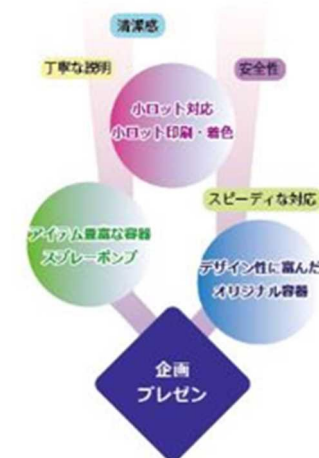 清潔感
丁寧な説明
安全性
小ロット対応
小ロット印刷・着色
スピーディな対応
アイテム豊富な容器
スプレーポンプ
デザイン性に富んだ
オリジナル容器
企画
プレゼン